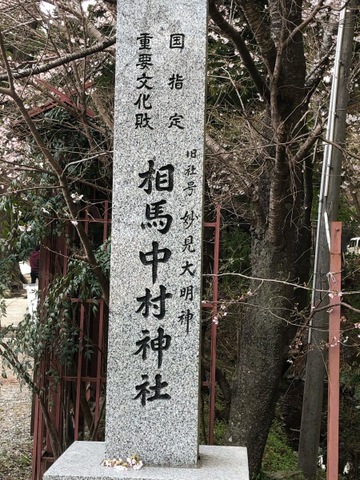 国指定
重要文化財
旧社号 妙見大明神
相馬中村神社